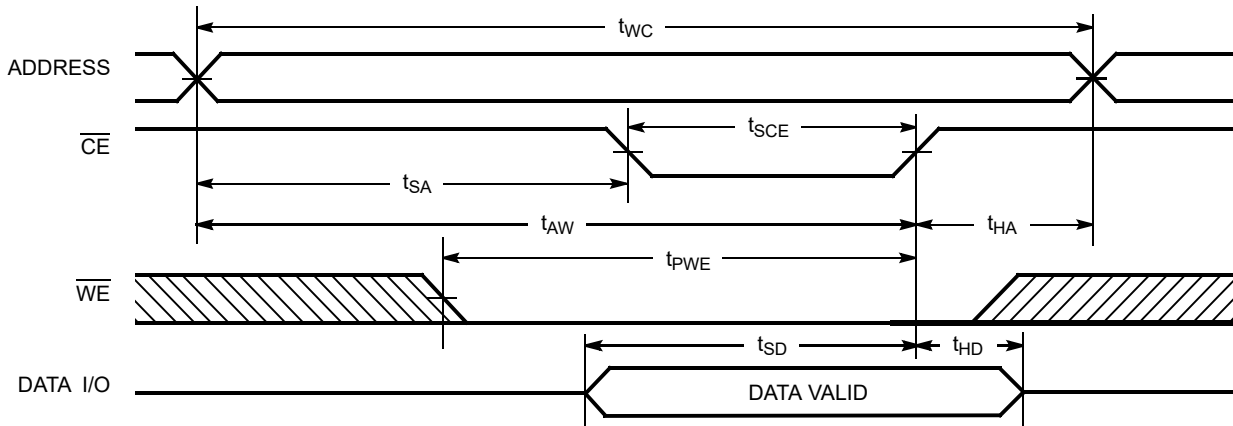 tWC
ADDRESS
CE
tSCE
tSA
tAW
tHA
tPWE
WE
tSD
tHD
DATA I/O
DATA VALID